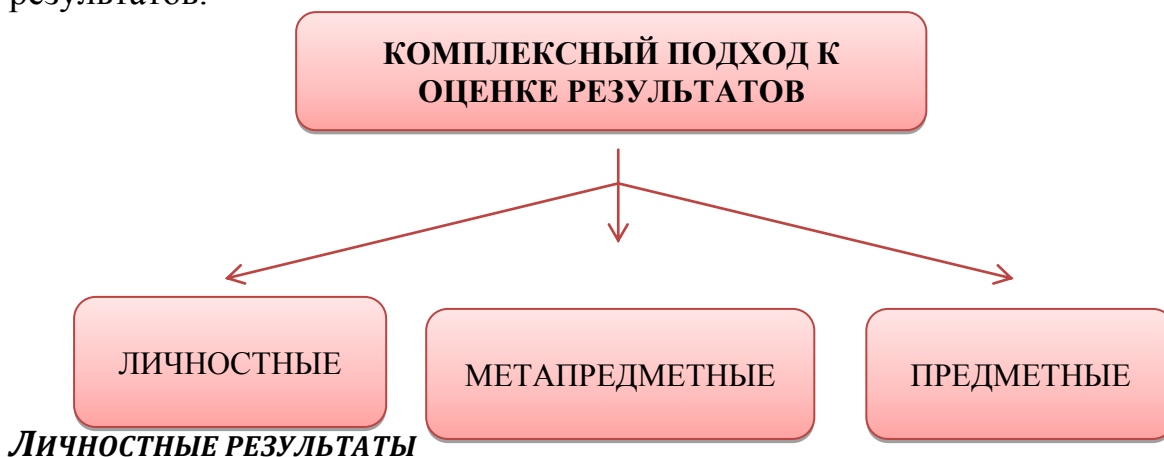 результатов.
КОМПЛЕКСНЫЙ ПОДХОД К
ОЦЕНКЕ РЕЗУЛЬТАТОВ
ЛИЧНОСТНЫЕ
МЕТАПРЕДМЕТНЫЕ
ПРЕДМЕТНЫЕ
ЛИЧНОСТНЫЕ РЕЗУЛЬТАТЫ